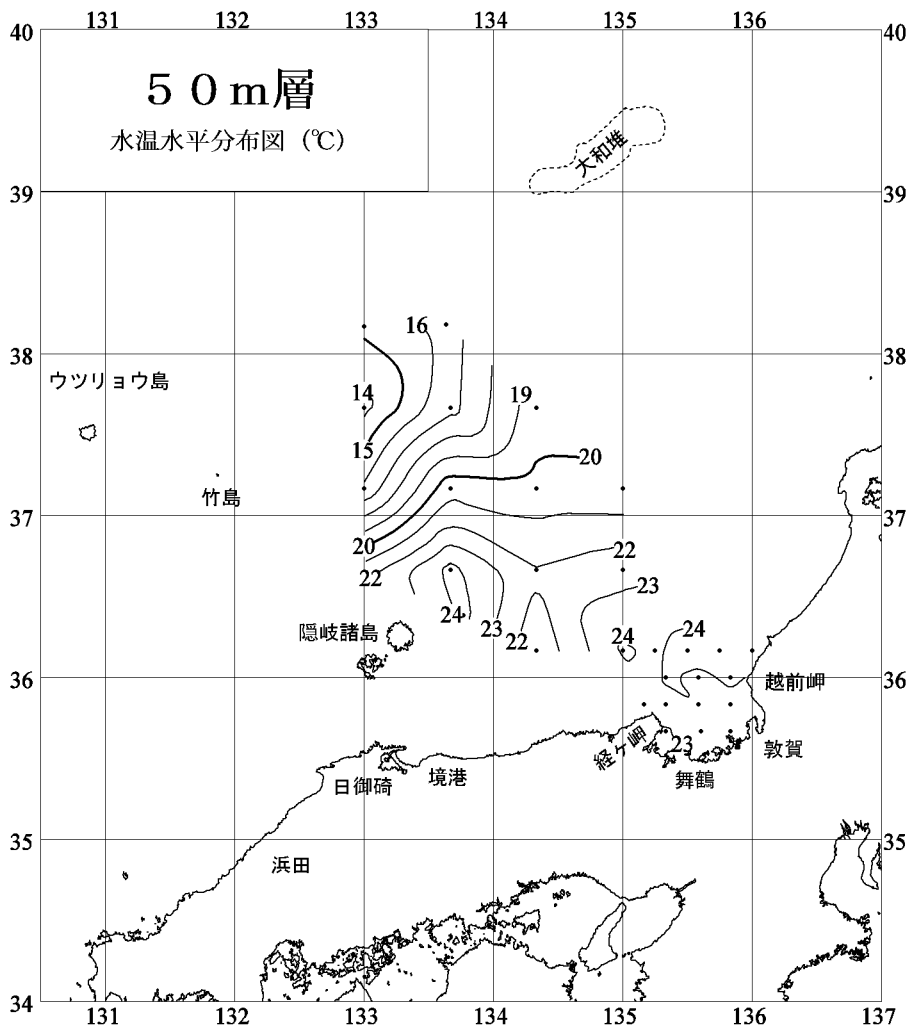 131 132 133 134 135 136
40 40
５０ｍ層
水温水平分布図（℃）
大和堆
39 39
16
38 38
ウツリョウ島
14
19
15
20
竹島
37 37
20
22
22
23
24
23
22
24
24
隠岐諸島
36 36
越前岬
経ヶ岬
23
敦賀
舞鶴
日御碕
境港
35 35
浜田
34 34
131 132 133 134 135 136 137